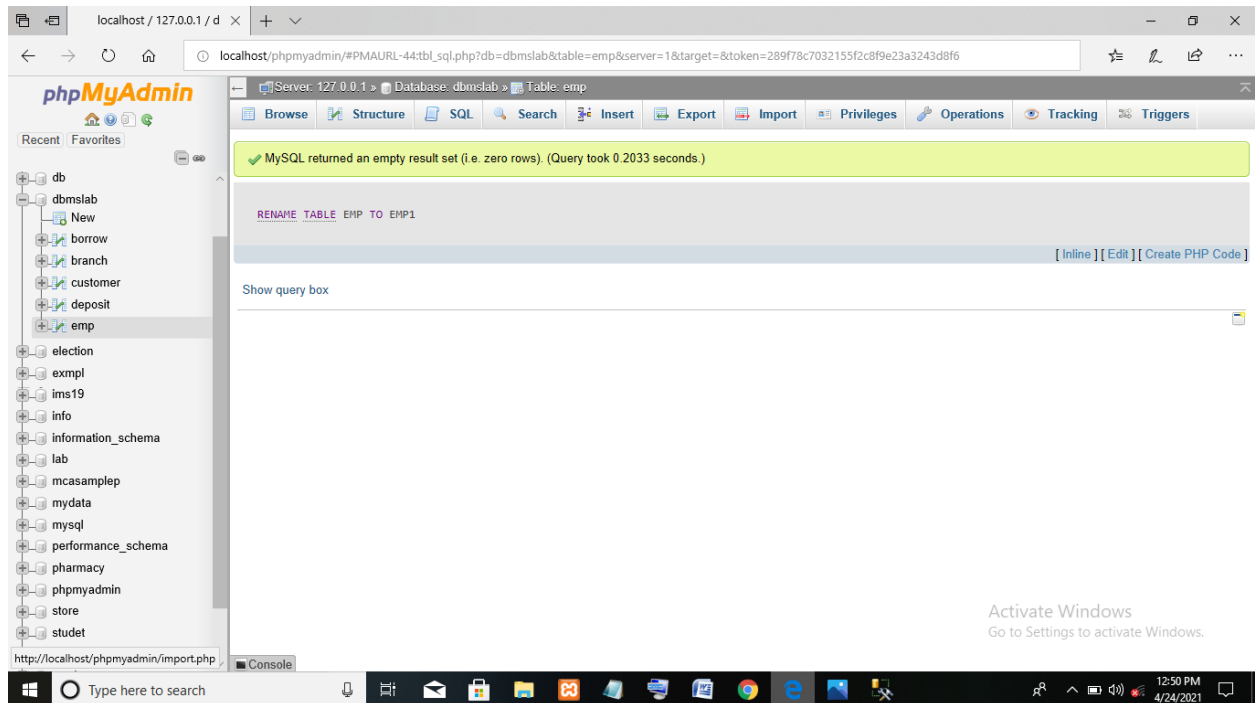 localhost / 127.0.0.1 / d
localhost/phpmyadmin/#PMAURL-44:tbl_sql.php?db=dbmslab&table=emp&server=1&target=&token=289f78c7032155f2c8f9e23a3243d8f6
phpMyAdmin
Recent Favorites
db
dbmslab
New
borrow
branch
customer
deposit
emp
election
exmpl
ims19
info
information_schema
lab
mcasamplep
mydata
mysql
performance_schema
pharmacy
phpmyadmin
store
studet
http://localhost/phpmyadmin/import.php
Server: 127.0.0.1 » Database: dbmslab » Table: emp
Browse Structure SQL Search Insert Export Import Privileges Operations Tracking Triggers
MySQL returned an empty result set (i.e. zero rows). (Query took 0.2033 seconds.)
RENAME TABLE EMP TO EMP1
[ Inline ] [ Edit ] [ Create PHP Code ]
Show query box
Activate Windows
Go to Settings to activate Windows.
Console
Type here to search
12:50 PM
4/24/2021